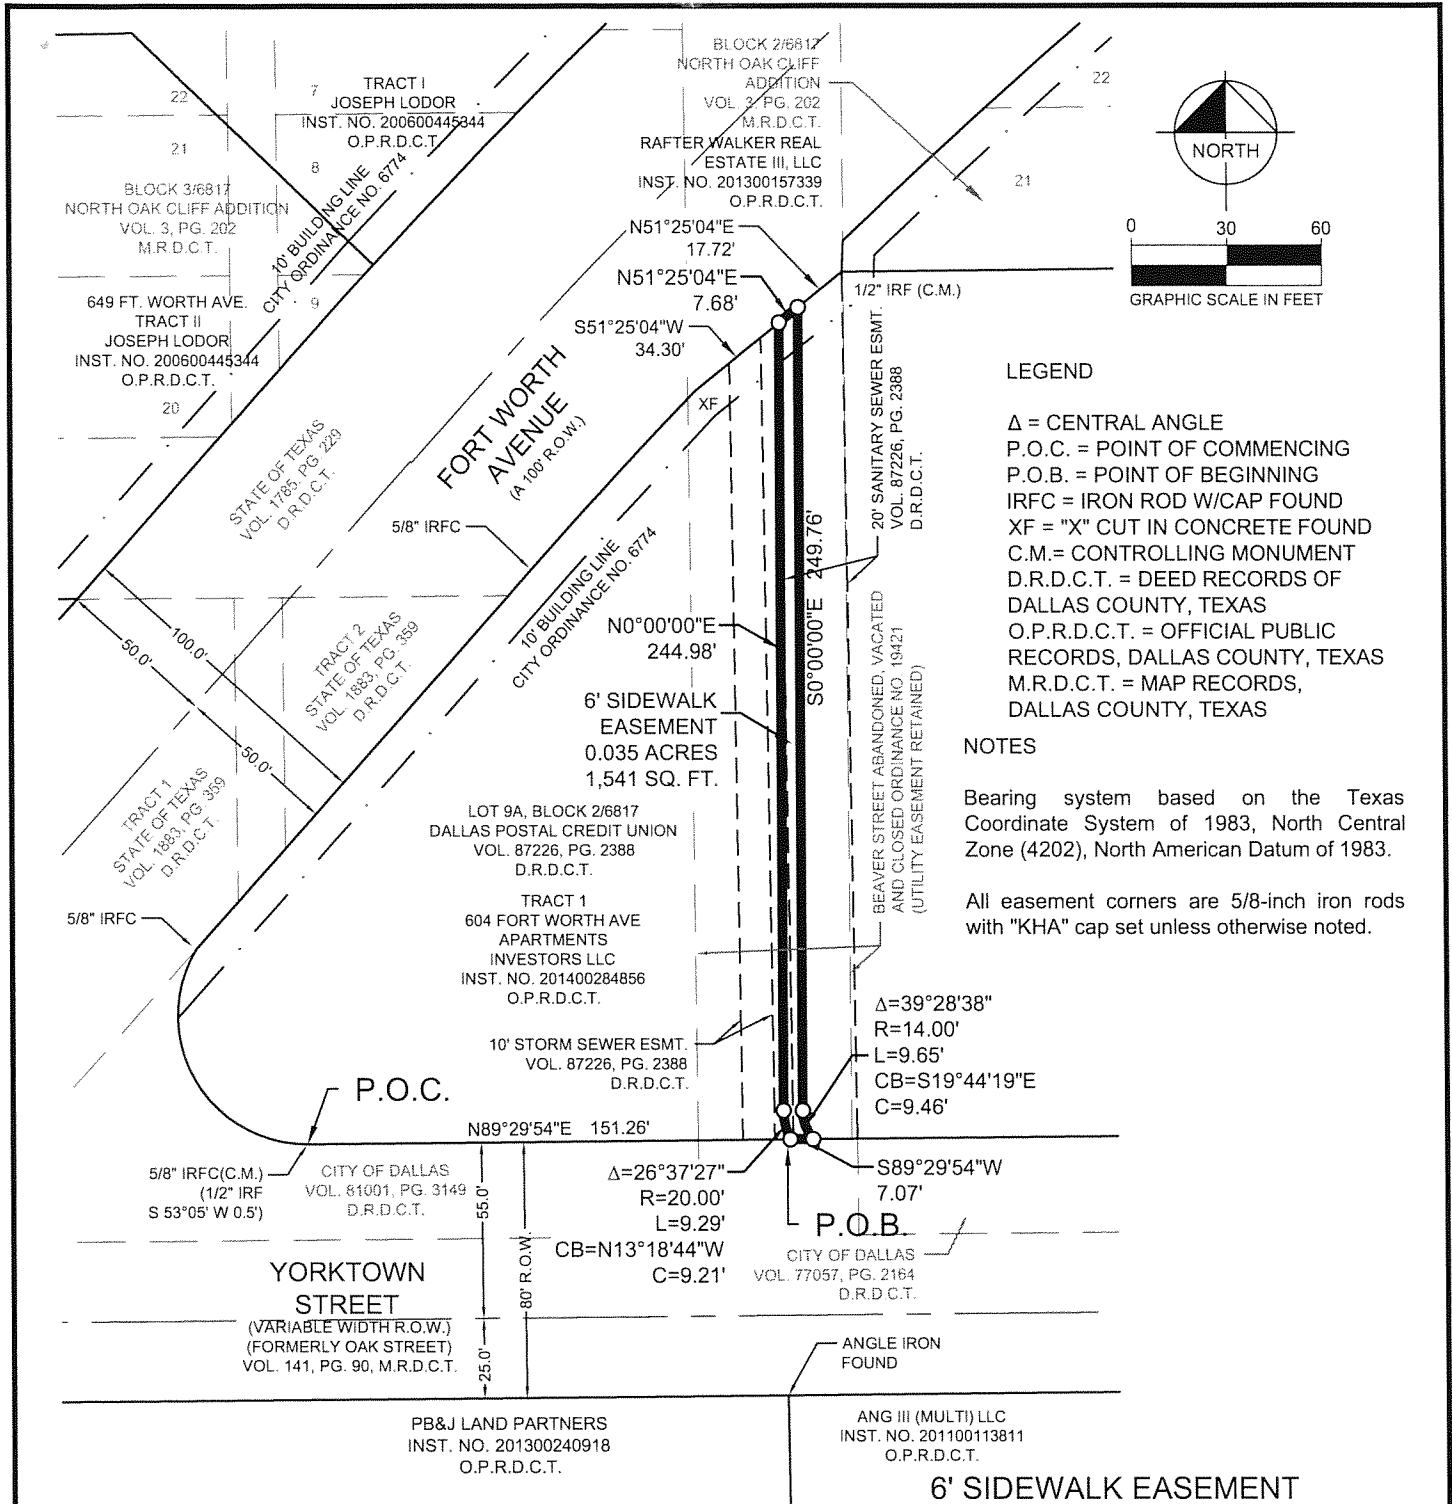 BLOCK 2/6817
NORTH OAK CLIFF
ADDITION
VOL. 3, PG. 202
M.R.D.C.T.
RAFTER WALKER REAL
ESTATE III, LLC
INST. NO. 201300157339
O.P.R.D.C.T.
22
21
22
21
7
8
9
20
TRACT I
JOSEPH LODOR
INST. NO. 200600445344
O.P.R.D.C.T.
BLOCK 3/6817
NORTH OAK CLIFF ADDITION
VOL. 3, PG. 202
M.R.D.C.T.
10' BUILDING LINE
CITY ORDINANCE NO. 6774
649 FT. WORTH AVE.
TRACT II
JOSEPH LODOR
INST. NO. 200600445344
O.P.R.D.C.T.
NORTH
0 30 60
GRAPHIC SCALE IN FEET
N51°25'04"E
17.72'
N51°25'04"E
7.68'
S51°25'04"W
34.30'
1/2" IRF (C.M.)
XF
FORT WORTH
AVENUE
(A 100' R.O.W.)
STATE OF TEXAS
VOL. 1785, PG. 229
D.R.D.C.T.
5/8" IRFC
10' BUILDING LINE
CITY ORDINANCE NO. 6774
20' SANITARY SEWER ESMT.
VOL. 87226, PG. 2388
D.R.D.C.T.
LEGEND
Δ = CENTRAL ANGLE
P.O.C. = POINT OF COMMENCING
P.O.B. = POINT OF BEGINNING
IRFC = IRON ROD W/CAP FOUND
XF = "X" CUT IN CONCRETE FOUND
C.M.= CONTROLLING MONUMENT
D.R.D.C.T. = DEED RECORDS OF
DALLAS COUNTY, TEXAS
O.P.R.D.C.T. = OFFICIAL PUBLIC
RECORDS, DALLAS COUNTY, TEXAS
M.R.D.C.T. = MAP RECORDS,
DALLAS COUNTY, TEXAS
NOTES
Bearing system based on the Texas
Coordinate System of 1983, North Central
Zone (4202), North American Datum of 1983.
All easement corners are 5/8-inch iron rods
with "KHA" cap set unless otherwise noted.
S0°00'00"E 249.76'
N0°00'00"E
244.98'
6' SIDEWALK
EASEMENT
0.035 ACRES
1,541 SQ. FT.
BEAVER STREET ABANDONED, VACATED
AND CLOSED ORDINANCE NO. 19421
(UTILITY EASEMENT RETAINED)
100.0'
50.0'
50.0'
TRACT 2
STATE OF TEXAS
VOL. 1883, PG. 359
D.R.D.C.T.
TRACT 1
STATE OF TEXAS
VOL. 1883, PG. 359
D.R.D.C.T.
LOT 9A, BLOCK 2/6817
DALLAS POSTAL CREDIT UNION
VOL. 87226, PG. 2388
D.R.D.C.T.
TRACT 1
604 FORT WORTH AVE
APARTMENTS
INVESTORS LLC
INST. NO. 201400284856
O.P.R.D.C.T.
5/8" IRFC
10' STORM SEWER ESMT.
VOL. 87226, PG. 2388
D.R.D.C.T.
Δ=39°28'38"
R=14.00'
L=9.65'
CB=S19°44'19"E
C=9.46'
P.O.C.
N89°29'54"E 151.26'
5/8" IRFC(C.M.)
(1/2" IRF
S 53°05' W 0.5')
CITY OF DALLAS
VOL. 81001, PG. 3149
D.R.D.C.T.
55.0'
80' R.O.W.
25.0'
Δ=26°37'27"
R=20.00'
L=9.29'
CB=N13°18'44"W
C=9.21'
S89°29'54"W
7.07'
P.O.B.
CITY OF DALLAS
VOL. 77057, PG. 2164
D.R.D.C.T.
YORKTOWN
STREET
(VARIABLE WIDTH R.O.W.)
(FORMERLY OAK STREET)
VOL. 141, PG. 90, M.R.D.C.T.
ANGLE IRON
FOUND
PB&J LAND PARTNERS
INST. NO. 201300240918
O.P.R.D.C.T.
ANG III (MULTI) LLC
INST. NO. 201100113811
O.P.R.D.C.T.
6' SIDEWALK EASEMENT